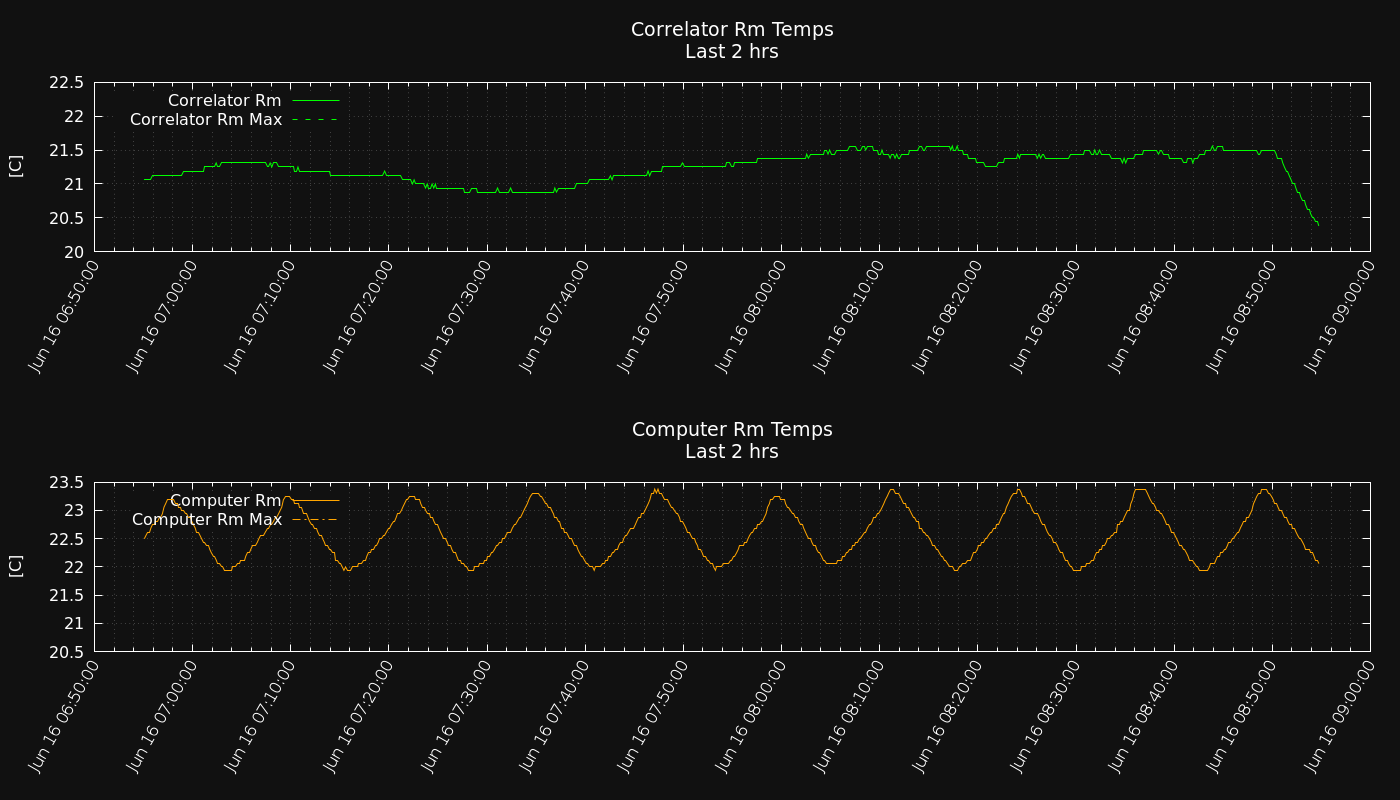 Correlator Rm Temps
Last 2 hrs
22.5
22
21.5
21
20.5
20
[C]
Correlator Rm
Correlator Rm Max
Jun 16 06:50:00
Jun 16 07:00:00
Jun 16 07:10:00
Jun 16 07:20:00
Jun 16 07:30:00
Jun 16 07:40:00
Jun 16 07:50:00
Jun 16 08:00:00
Jun 16 08:10:00
Jun 16 08:20:00
Jun 16 08:30:00
Jun 16 08:40:00
Jun 16 08:50:00
Jun 16 09:00:00
Computer Rm Temps
Last 2 hrs
23.5
23
22.5
22
21.5
21
20.5
[C]
Computer Rm
Computer Rm Max
Jun 16 06:50:00
Jun 16 07:00:00
Jun 16 07:10:00
Jun 16 07:20:00
Jun 16 07:30:00
Jun 16 07:40:00
Jun 16 07:50:00
Jun 16 08:00:00
Jun 16 08:10:00
Jun 16 08:20:00
Jun 16 08:30:00
Jun 16 08:40:00
Jun 16 08:50:00
Jun 16 09:00:00